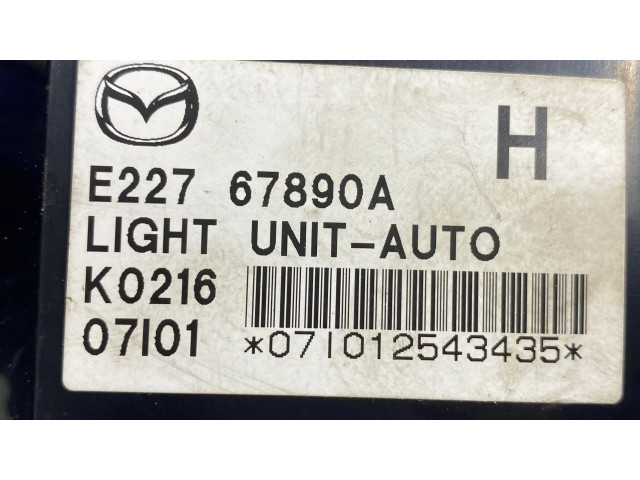 H
E227 67890A
LIGHT UNIT-AUTO
K0216
07I01
*07I012543435*